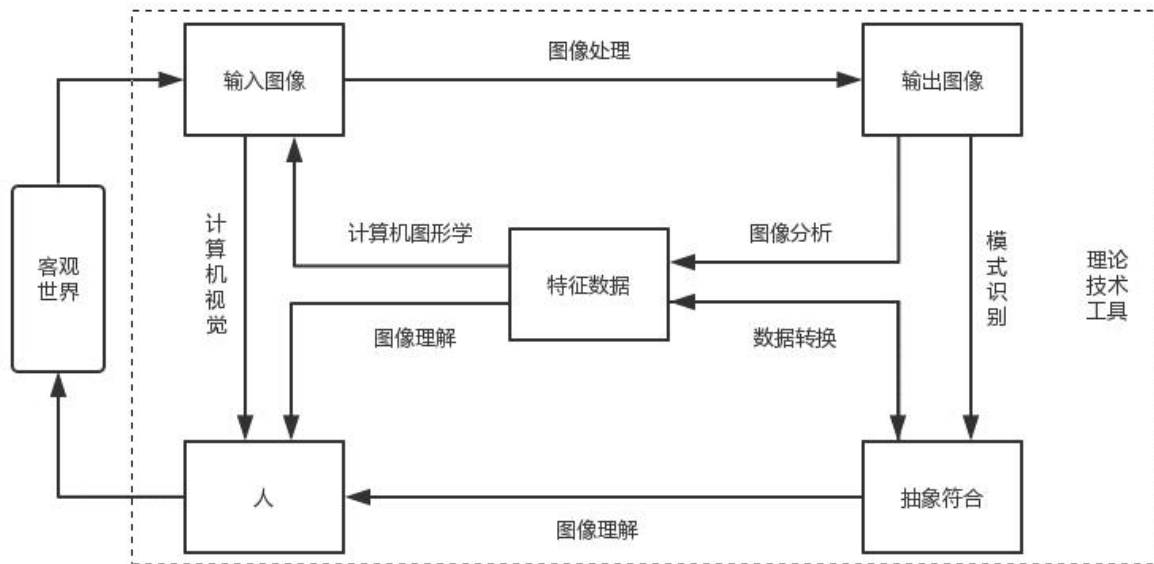 图像处理
输入图像
输出图像
计算机视觉
计算机图形学
图像分析
模式识别
客观
世界
特征数据
理论
技术
工具
图像理解
数据转换
人
抽象符合
图像理解